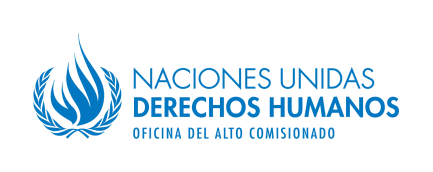 NACIONES UNIDAS
DERECHOS HUMANOS
OFICINA DEL ALTO COMISIONADO